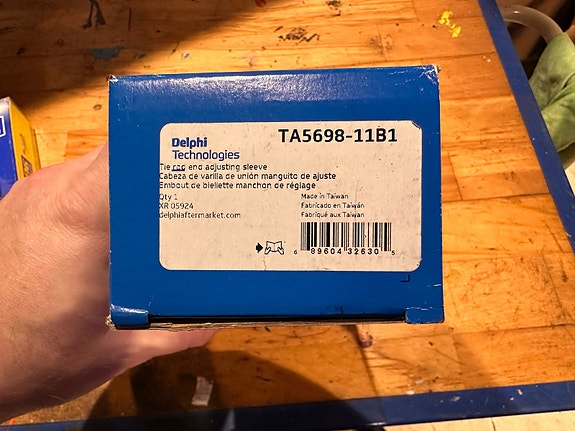 TA5698-11B1
Delphi
Technologies
Tie rod end adjusting sleeve
Cabeza de varilla de unión manguito de ajuste
Embout de biellette manchon de réglage
Qty 1
XR 05924
delphiaftermarket.com
Made in Taiwan
Fabricado en Taiwán
Fabriqué aux Taiwan
6 89604 32630 5